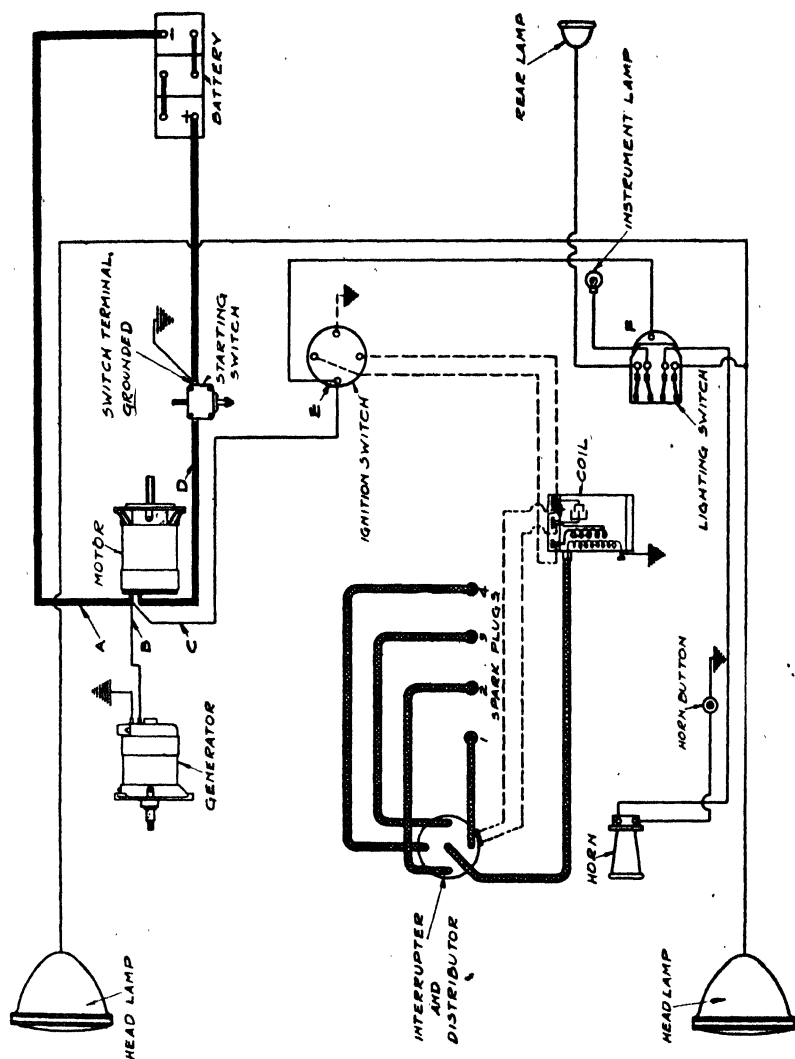 REAR LAMP
INSTRUMENT LAMP
-
+
BATTERY
SWITCH TERMINAL,
GROUNDED
STARTING
SWITCH
E
IGNITION SWITCH
F
LIGHTING SWITCH
COIL
MOTOR
A
B
C
D
GENERATOR
1
2
3
4
SPARK PLUGS
HORN BUTTON
HORN
INTERRUPTER
AND
DISTRIBUTOR
HEAD LAMP
HEAD LAMP